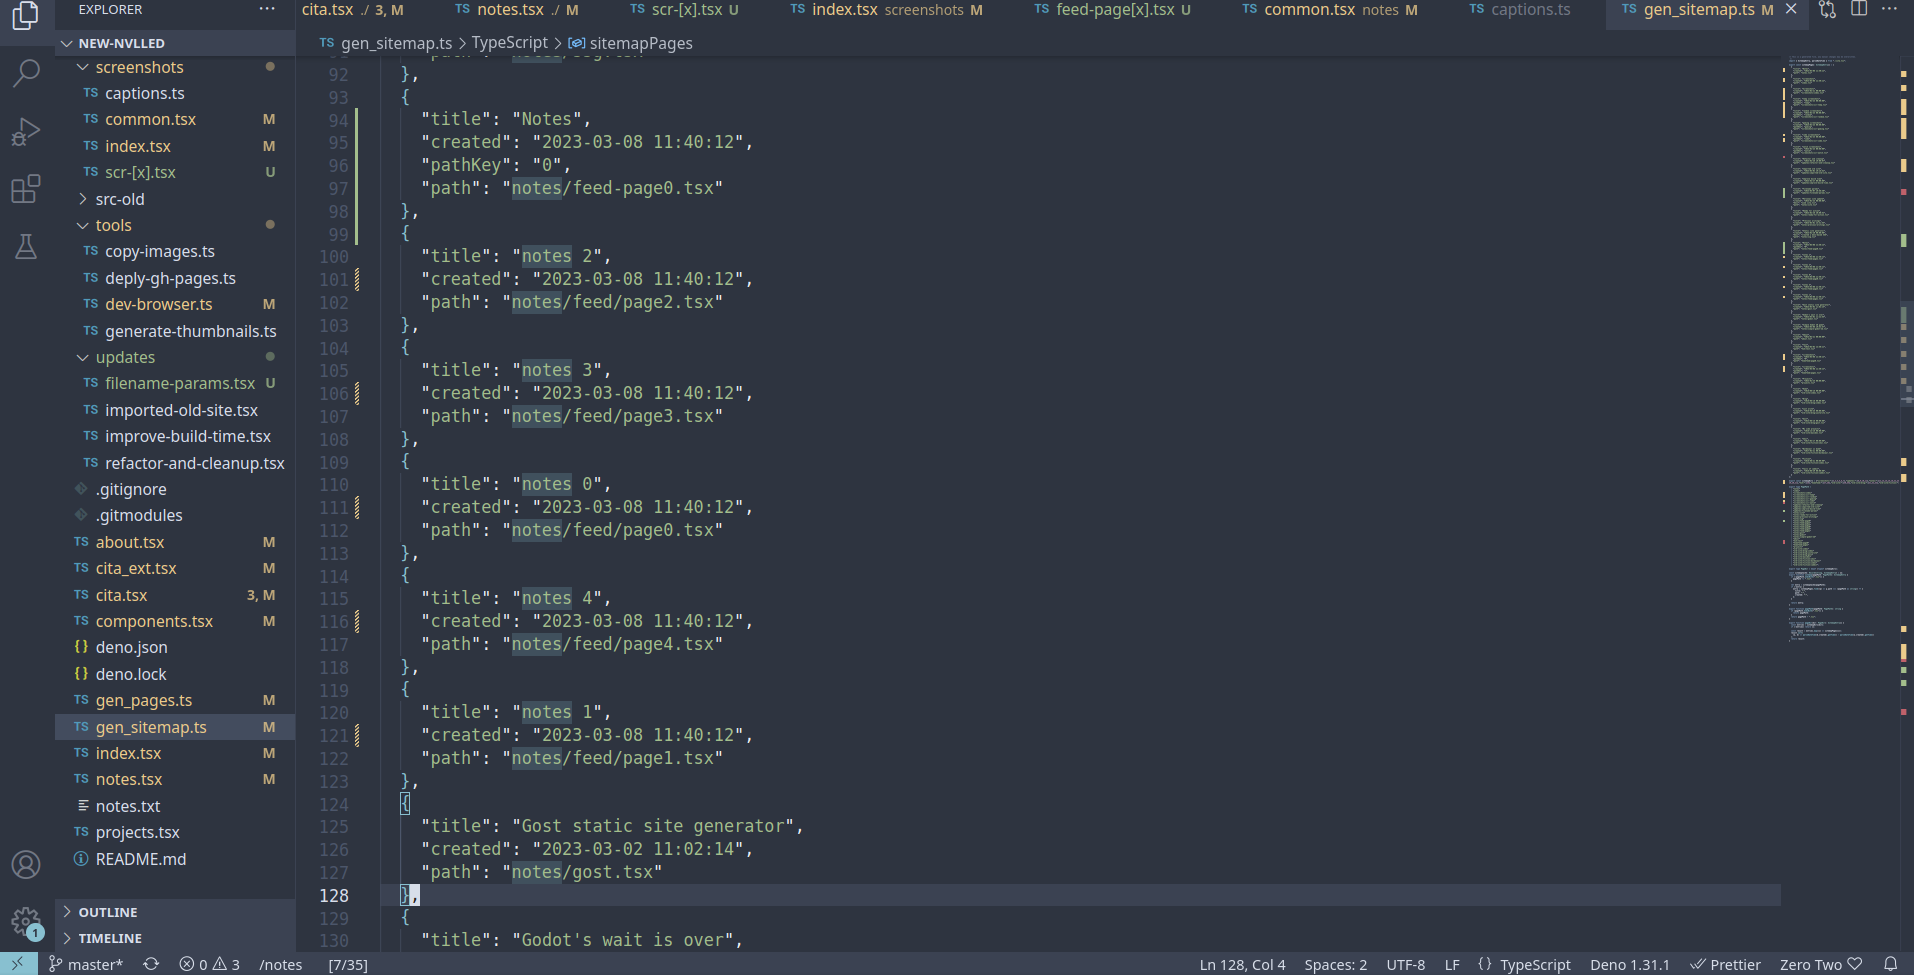 EXPLORER ···
NEW-NVLLED
screenshots
TS captions.ts
TS common.tsx M
TS index.tsx M
TS scr-[x].tsx U
src-old
tools
TS copy-images.ts
TS deply-gh-pages.ts
TS dev-browser.ts M
TS generate-thumbnails.ts
updates
TS filename-params.tsx U
TS imported-old-site.tsx
TS improve-build-time.tsx
TS refactor-and-cleanup.tsx
.gitignore
.gitmodules
TS about.tsx M
TS cita_ext.tsx M
TS cita.tsx 3, M
TS components.tsx M
{} deno.json
{} deno.lock
TS gen_pages.ts M
TS gen_sitemap.ts M
TS index.tsx M
TS notes.tsx M
notes.txt
TS projects.tsx
README.md
OUTLINE
TIMELINE
1
cita.tsx ./ 3, M TS notes.tsx ./ M TS scr-[x].tsx U TS index.tsx screenshots M TS feed-page[x].tsx U TS common.tsx notes M TS captions.ts TS gen_sitemap.ts M ···
TS gen_sitemap.ts > TypeScript > sitemapPages
92 },
93 {
94 "title": "Notes",
95 "created": "2023-03-08 11:40:12",
96 "pathKey": "0",
97 "path": "notes/feed-page0.tsx"
98 },
99 {
100 "title": "notes 2",
101 "created": "2023-03-08 11:40:12",
102 "path": "notes/feed/page2.tsx"
103 },
104 {
105 "title": "notes 3",
106 "created": "2023-03-08 11:40:12",
107 "path": "notes/feed/page3.tsx"
108 },
109 {
110 "title": "notes 0",
111 "created": "2023-03-08 11:40:12",
112 "path": "notes/feed/page0.tsx"
113 },
114 {
115 "title": "notes 4",
116 "created": "2023-03-08 11:40:12",
117 "path": "notes/feed/page4.tsx"
118 },
119 {
120 "title": "notes 1",
121 "created": "2023-03-08 11:40:12",
122 "path": "notes/feed/page1.tsx"
123 },
124 {
125 "title": "Gost static site generator",
126 "created": "2023-03-02 11:02:14",
127 "path": "notes/gost.tsx"
128 },
129 {
130 "title": "Godot's wait is over",
master* 0 3 /notes [7/35] Ln 128, Col 4 Spaces: 2 UTF-8 LF {} TypeScript Deno 1.31.1 Prettier Zero Two